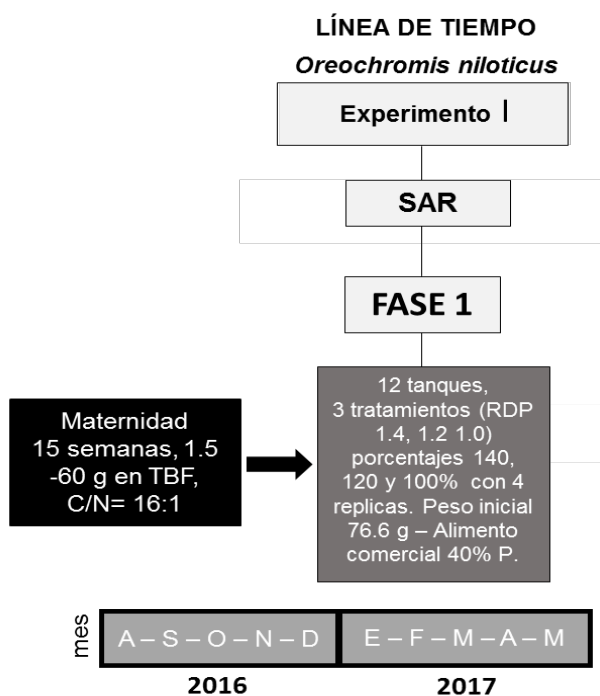 LÍNEA DE TIEMPO
Oreochromis niloticus
Experimento I
SAR
FASE 1
12 tanques,
3 tratamientos (RDP
1.4, 1.2 1.0)
porcentajes 140,
120 y 100% con 4
replicas. Peso inicial
76.6 g – Alimento
comercial 40% P.
Maternidad
15 semanas, 1.5
-60 g en TBF,
C/N= 16:1
mes
A – S – O – N – D
E – F – M – A – M
2016
2017